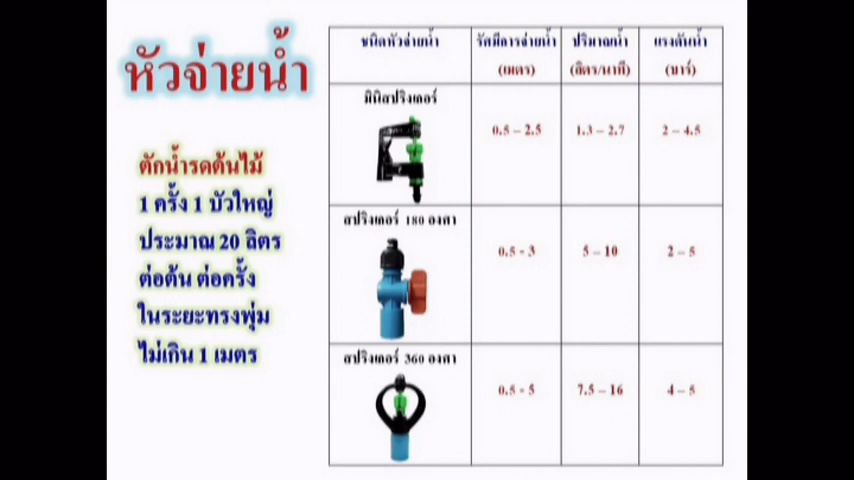 หัวจ่ายน้ำ
ตักน้ำรดต้นไม้
1 ครั้ง 1 บัวใหญ่
ประมาณ 20 ลิตร
ต่อต้น ต่อครั้ง
ในระยะทรงพุ่ม
ไม่เกิน 1 เมตร
ชนิดหัวจ่ายน้ำ รัศมีการจ่ายน้ำ ปริมาณน้ำ แรงดันน้ำ
(เมตร) (ลิตร/นาที) (บาร์)
มินิสปริงเกอร์
0.5 – 2.5 1.3 – 2.7 2 – 4.5
สปริงเกอร์ 180 องศา
0.5 - 3 5 – 10 2 – 5
สปริงเกอร์ 360 องศา
0.5 - 5 7.5 – 16 4 – 5